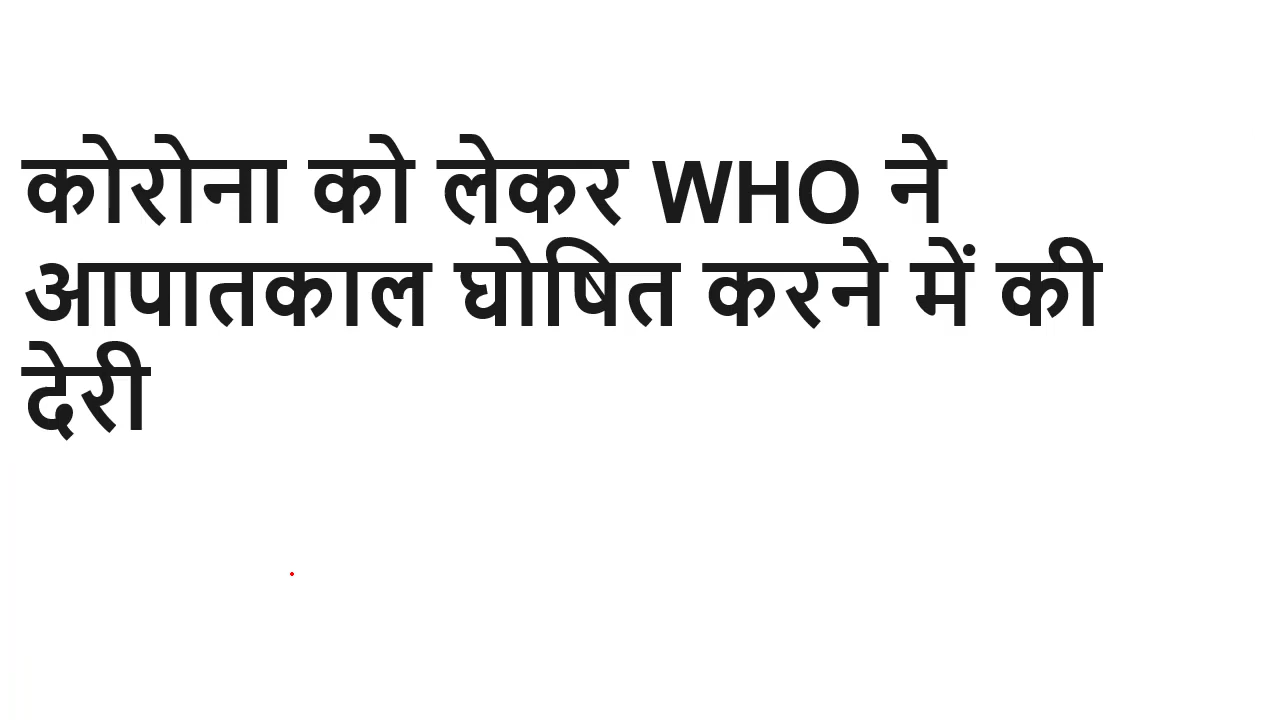 कोरोना को लेकर WHO ने
आपातकाल घोषित करने में की
देरी